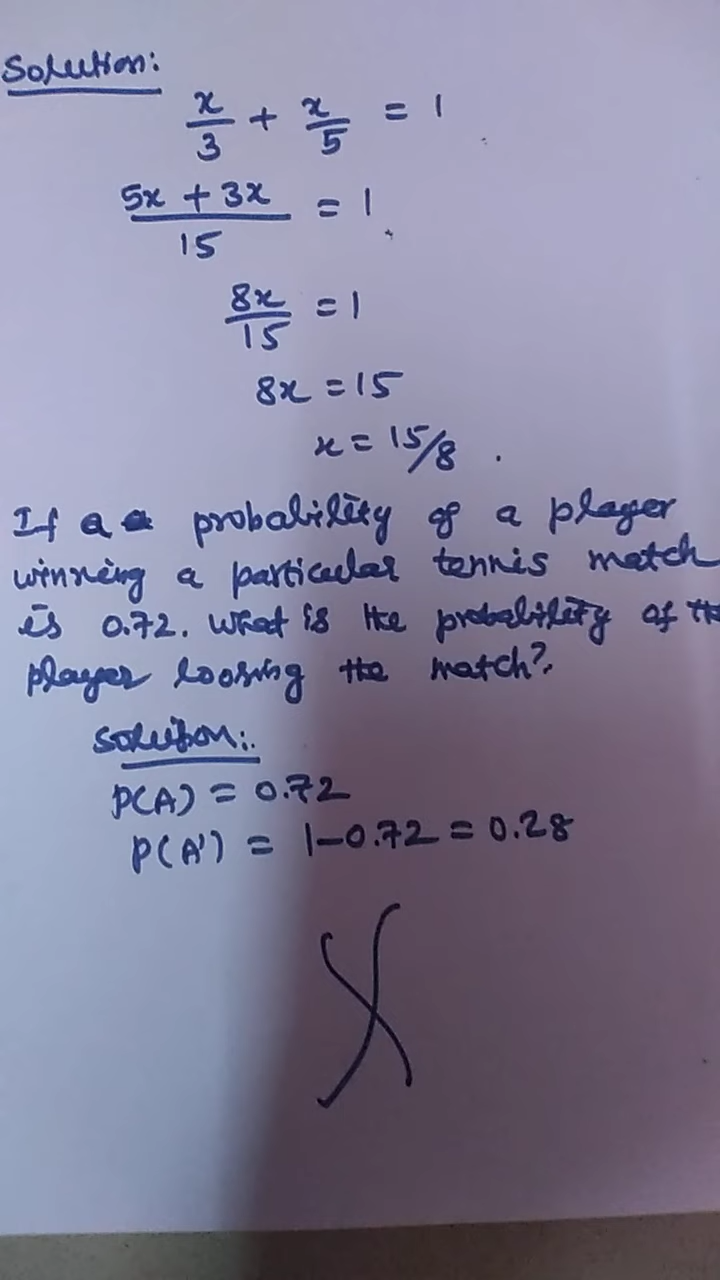 Solution:
x/3 + x/5 = 1
5x + 3x / 15 = 1
8x/15 = 1
8x = 15
x = 15/8.
If a a probability of a player
winning a particular tennis match
is 0.72. What is the probability of the
player loosing the match?
Solution:
P(A) = 0.72
P(A') = 1-0.72 = 0.28